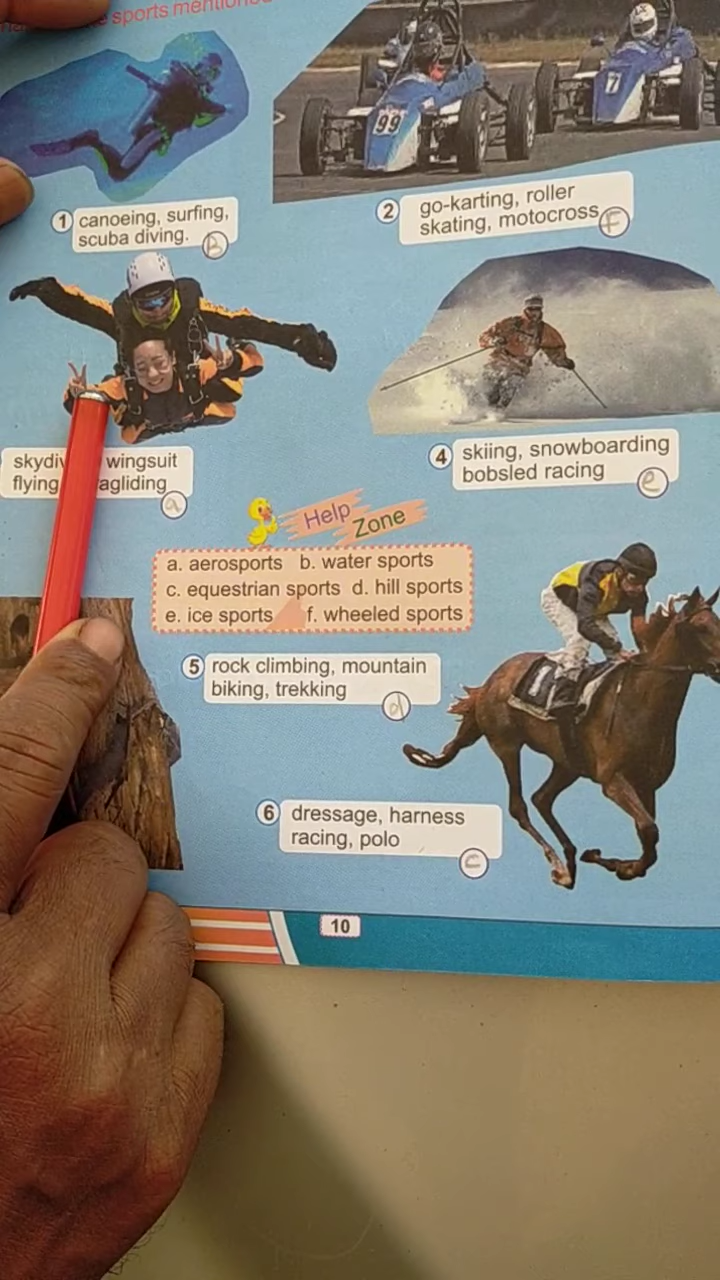 sports mentioned
99
7
1 canoeing, surfing,
scuba diving. b
2 go-karting, roller
skating, motocross f
wingsuit
flying
a
4 skiing, snowboarding
bobsled racing e
Help
Zone
a. aerosports b. water sports
c. equestrian sports d. hill sports
e. ice sports f. wheeled sports
5 rock climbing, mountain
biking, trekking d
1
6 dressage, harness
racing, polo c
10